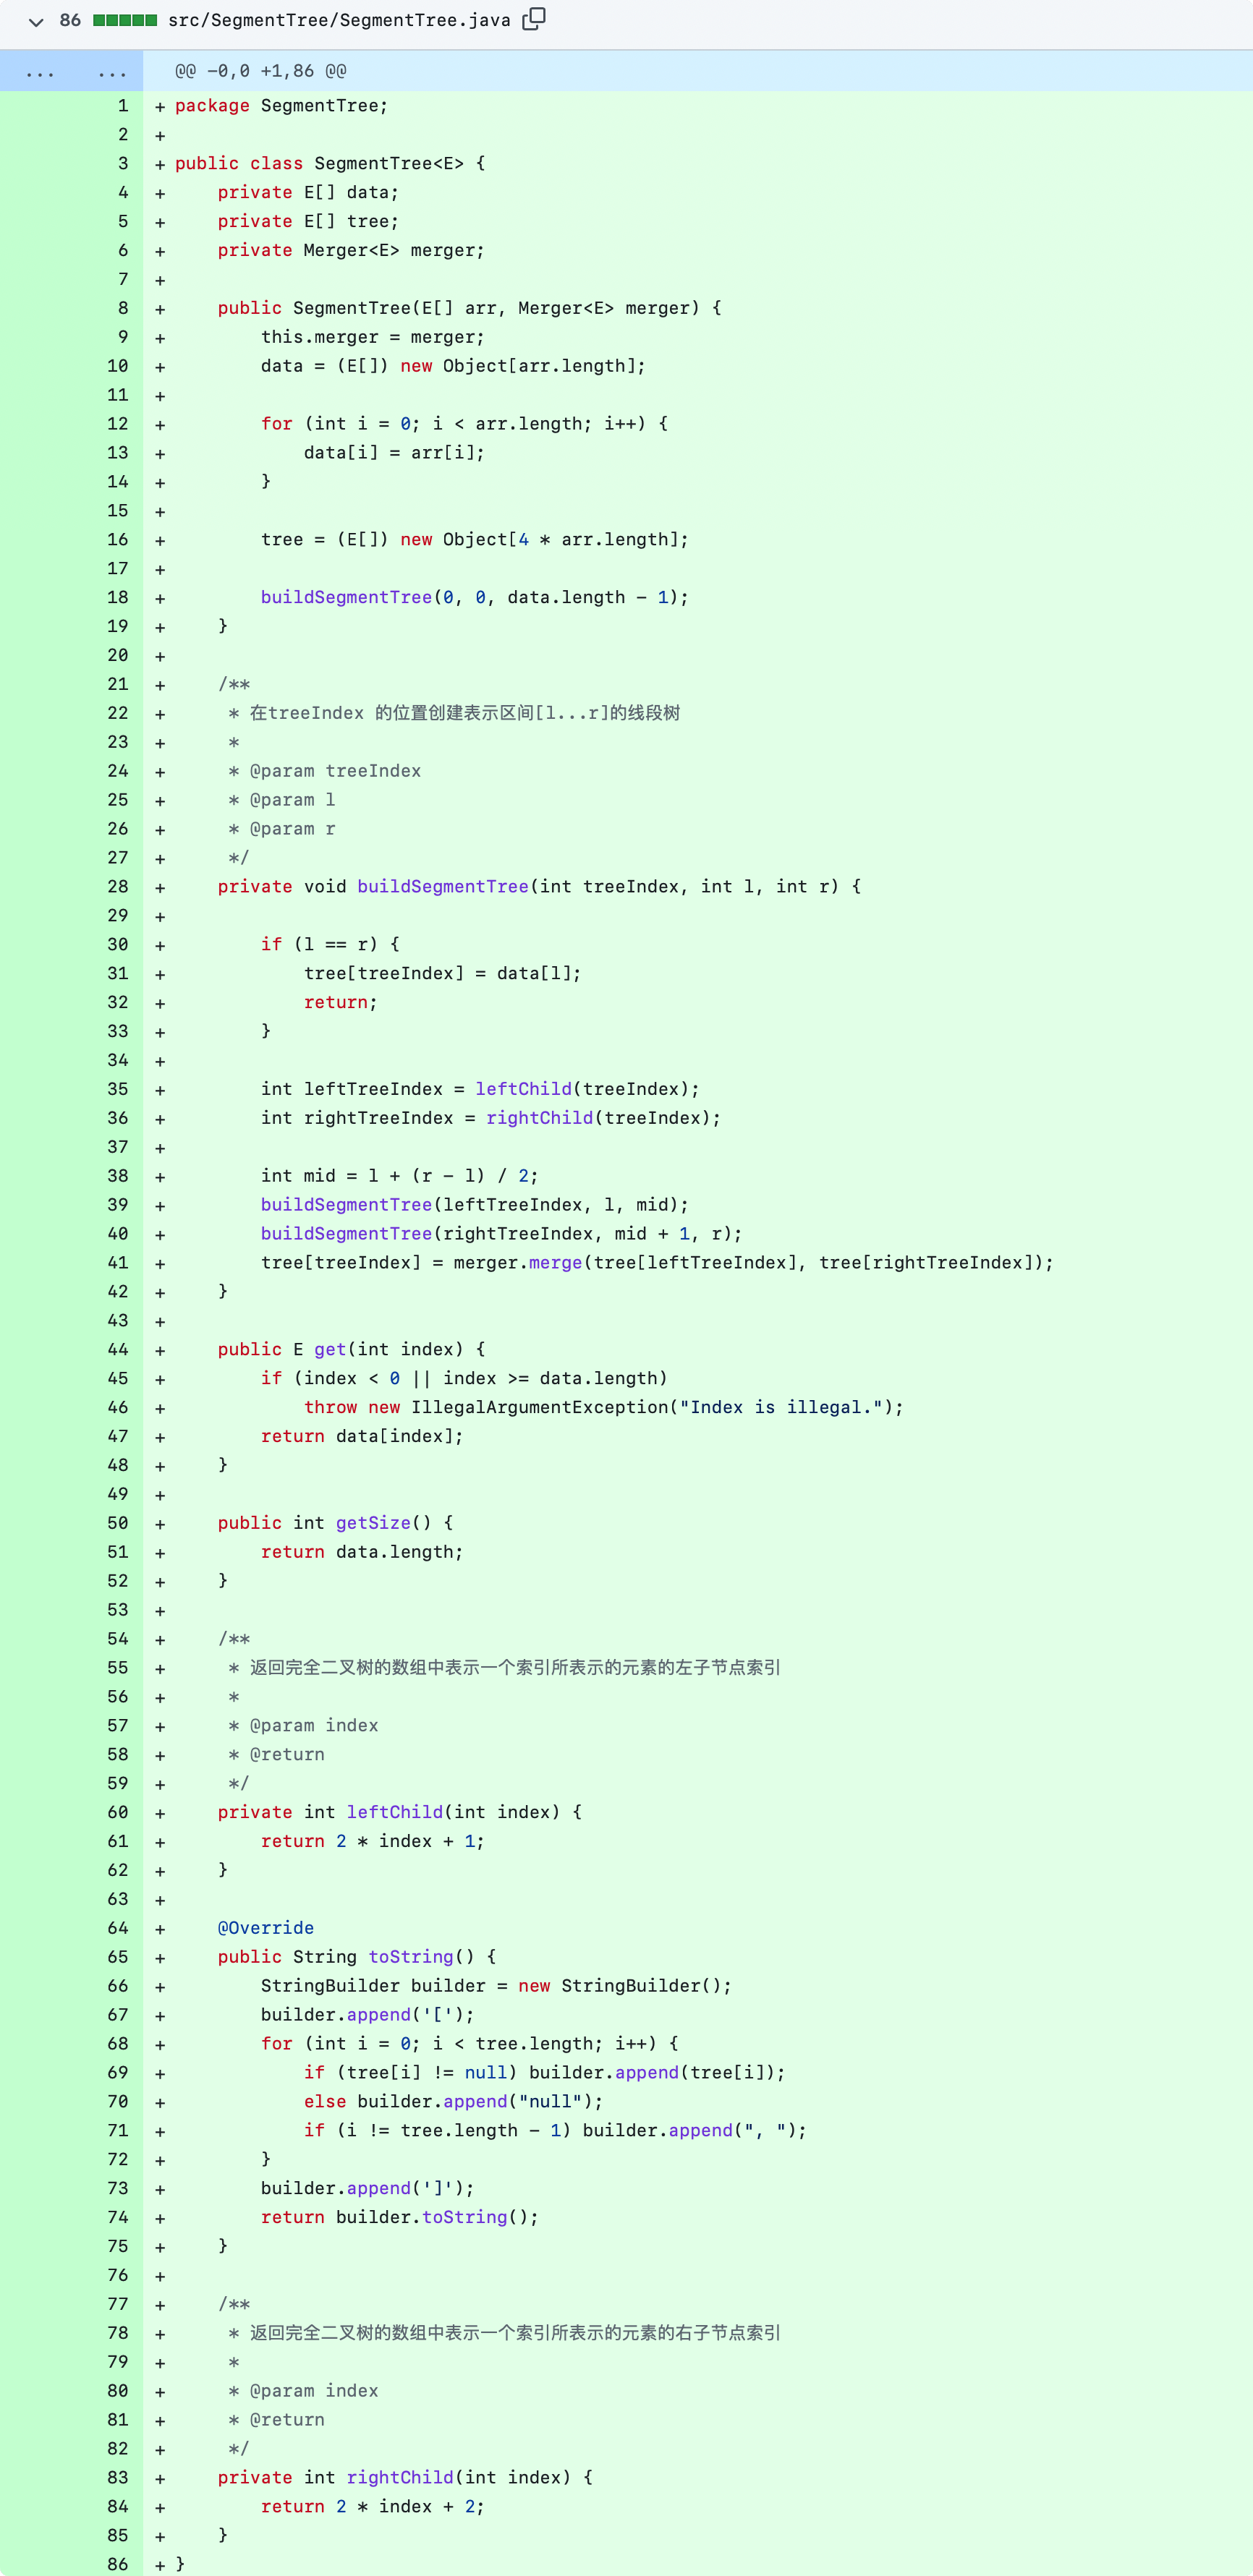 86 src/SegmentTree/SegmentTree.java
... ... @@ -0,0 +1,86 @@
1 + package SegmentTree;
2 +
3 + public class SegmentTree<E> {
4 +     private E[] data;
5 +     private E[] tree;
6 +     private Merger<E> merger;
7 +
8 +     public SegmentTree(E[] arr, Merger<E> merger) {
9 +         this.merger = merger;
10 +         data = (E[]) new Object[arr.length];
11 +
12 +         for (int i = 0; i < arr.length; i++) {
13 +             data[i] = arr[i];
14 +         }
15 +
16 +         tree = (E[]) new Object[4 * arr.length];
17 +
18 +         buildSegmentTree(0, 0, data.length - 1);
19 +     }
20 +
21 +     /**
22 +      * 在treeIndex 的位置创建表示区间[l...r]的线段树
23 +      *
24 +      * @param treeIndex
25 +      * @param l
26 +      * @param r
27 +      */
28 +     private void buildSegmentTree(int treeIndex, int l, int r) {
29 +
30 +         if (l == r) {
31 +             tree[treeIndex] = data[l];
32 +             return;
33 +         }
34 +
35 +         int leftTreeIndex = leftChild(treeIndex);
36 +         int rightTreeIndex = rightChild(treeIndex);
37 +
38 +         int mid = l + (r - l) / 2;
39 +         buildSegmentTree(leftTreeIndex, l, mid);
40 +         buildSegmentTree(rightTreeIndex, mid + 1, r);
41 +         tree[treeIndex] = merger.merge(tree[leftTreeIndex], tree[rightTreeIndex]);
42 +     }
43 +
44 +     public E get(int index) {
45 +         if (index < 0 || index >= data.length)
46 +             throw new IllegalArgumentException("Index is illegal.");
47 +         return data[index];
48 +     }
49 +
50 +     public int getSize() {
51 +         return data.length;
52 +     }
53 +
54 +     /**
55 +      * 返回完全二叉树的数组中表示一个索引所表示的元素的左子节点索引
56 +      *
57 +      * @param index
58 +      * @return
59 +      */
60 +     private int leftChild(int index) {
61 +         return 2 * index + 1;
62 +     }
63 +
64 +     @Override
65 +     public String toString() {
66 +         StringBuilder builder = new StringBuilder();
67 +         builder.append('[');
68 +         for (int i = 0; i < tree.length; i++) {
69 +             if (tree[i] != null) builder.append(tree[i]);
70 +             else builder.append("null");
71 +             if (i != tree.length - 1) builder.append(", ");
72 +         }
73 +         builder.append(']');
74 +         return builder.toString();
75 +     }
76 +
77 +     /**
78 +      * 返回完全二叉树的数组中表示一个索引所表示的元素的右子节点索引
79 +      *
80 +      * @param index
81 +      * @return
82 +      */
83 +     private int rightChild(int index) {
84 +         return 2 * index + 2;
85 +     }
86 + }